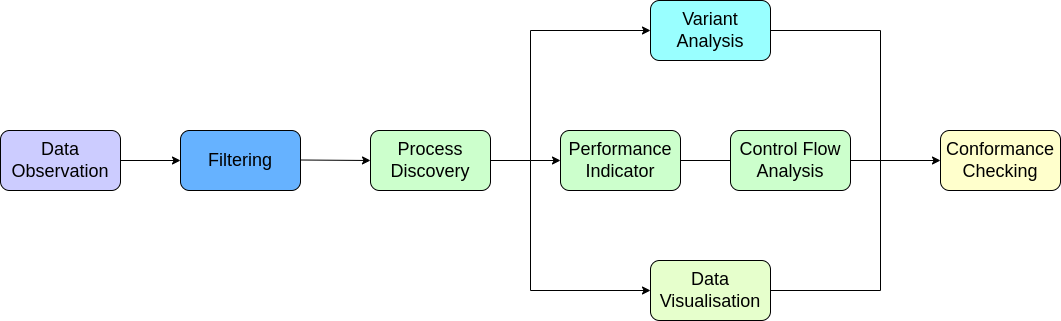 Variant
Analysis
Data
Observation
Filtering
Process
Discovery
Performance
Indicator
Control Flow
Analysis
Conformance
Checking
Data
Visualisation